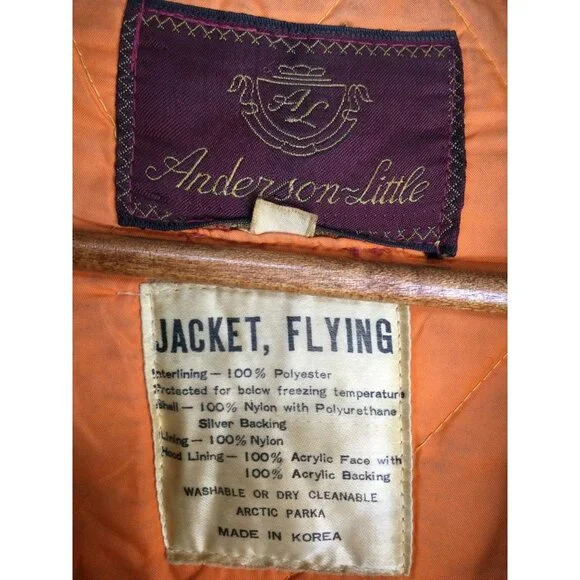 AL
Anderson-Little
JACKET, FLYING
Interlining - 100% Polyester
Protected for below freezing temperature
Shell - 100% Nylon with Polyurethane
Silver Backing
Lining - 100% Nylon
Hood Lining - 100% Acrylic Face with
100% Acrylic Backing
WASHABLE OR DRY CLEANABLE
ARCTIC PARKA
MADE IN KOREA